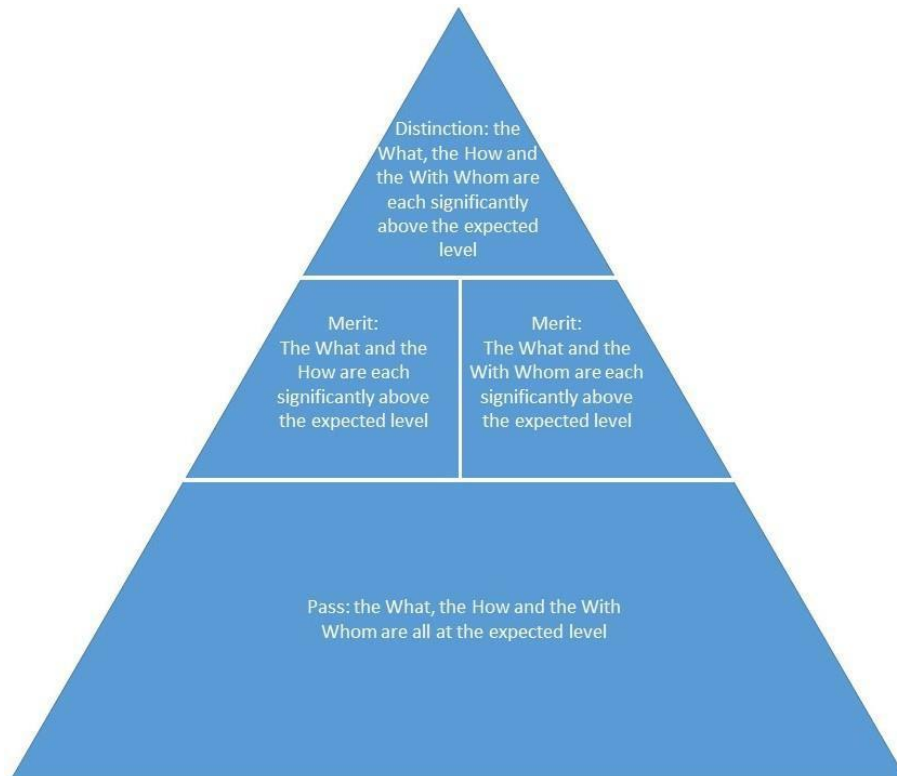 Distinction: the
What, the How and
the With Whom are
each significantly
above the expected
level
Merit:
The What and the
How are each
significantly above
the expected level
Merit:
The What and the
With Whom are each
significantly above
the expected level
Pass: the What, the How and the With
Whom are all at the expected level